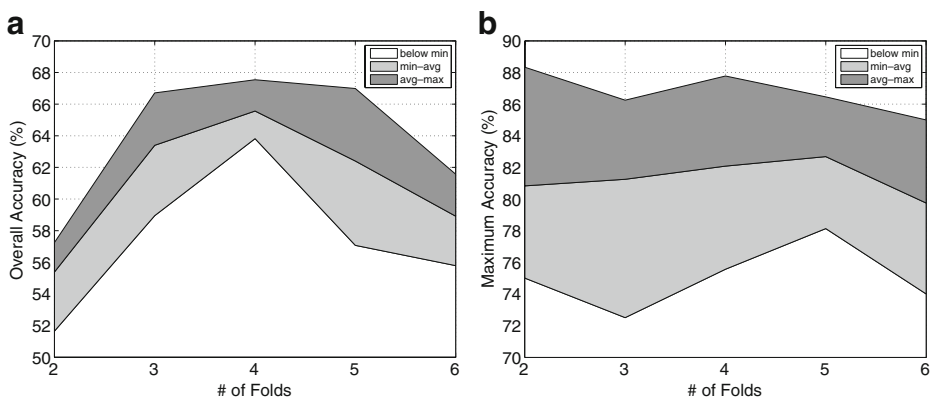 a
70
68
66
64
62
60
58
56
54
52
50
2
3
4
5
6
Overall Accuracy (%)
# of Folds
below min
min–avg
avg–max
b
90
88
86
84
82
80
78
76
74
72
70
2
3
4
5
6
Maximum Accuracy (%)
# of Folds
below min
min–avg
avg–max